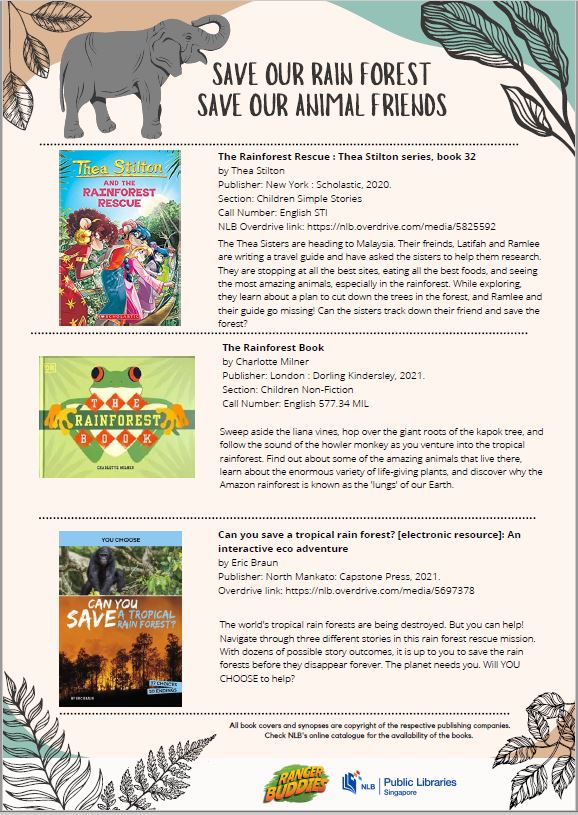 SAVE OUR RAIN FOREST
SAVE OUR ANIMAL FRIENDS
Thea Stilton
AND THE
RAINFOREST
RESCUE
SCHOLASTIC
The Rainforest Rescue : Thea Stilton series, book 32
by Thea Stilton
Publisher: New York : Scholastic, 2020.
Section: Children Simple Stories
Call Number: English STI
NLB Overdrive link: https://nlb.overdrive.com/media/5825592
The Thea Sisters are heading to Malaysia. Their freinds, Latifah and Ramlee
are writing a travel guide and have asked the sisters to help them research.
They are stopping at all the best sites, eating all the best foods, and seeing
the most amazing animals, especially in the rainforest. While exploring,
they learn about a plan to cut down the trees in the forest, and Ramlee and
their guide go missing! Can the sisters track down their friend and save the
forest?
DK
THE
RAINFOREST
BOOK
CHARLOTTE MILNER
The Rainforest Book
by Charlotte Milner
Publisher: London : Dorling Kindersley, 2021.
Section: Children Non-Fiction
Call Number: English 577.34 MIL
Sweep aside the liana vines, hop over the giant roots of the kapok tree, and
follow the sound of the howler monkey as you venture into the tropical
rainforest. Find out about some of the amazing animals that live there,
learn about the enormous variety of life-giving plants, and discover why the
Amazon rainforest is known as the 'lungs' of our Earth.
YOU CHOOSE
CAN YOU
SAVE A TROPICAL
RAIN FOREST?
37 CHOICES
20 ENDINGS
BY ERIC BRAUN
Can you save a tropical rain forest? [electronic resource]: An
interactive eco adventure
by Eric Braun
Publisher: North Mankato: Capstone Press, 2021.
Overdrive link: https://nlb.overdrive.com/media/5697378
The world's tropical rain forests are being destroyed. But you can help!
Navigate through three different stories in this rain forest rescue mission.
With dozens of possible story outcomes, it is up to you to save the rain
forests before they disappear forever. The planet needs you. Will YOU
CHOOSE to help?
All book covers and synopses are copyright of the respective publishing companies.
Check NLB's online catalogue for the availability of the books.
RANGER
BUDDIES
NLB Public Libraries
Singapore